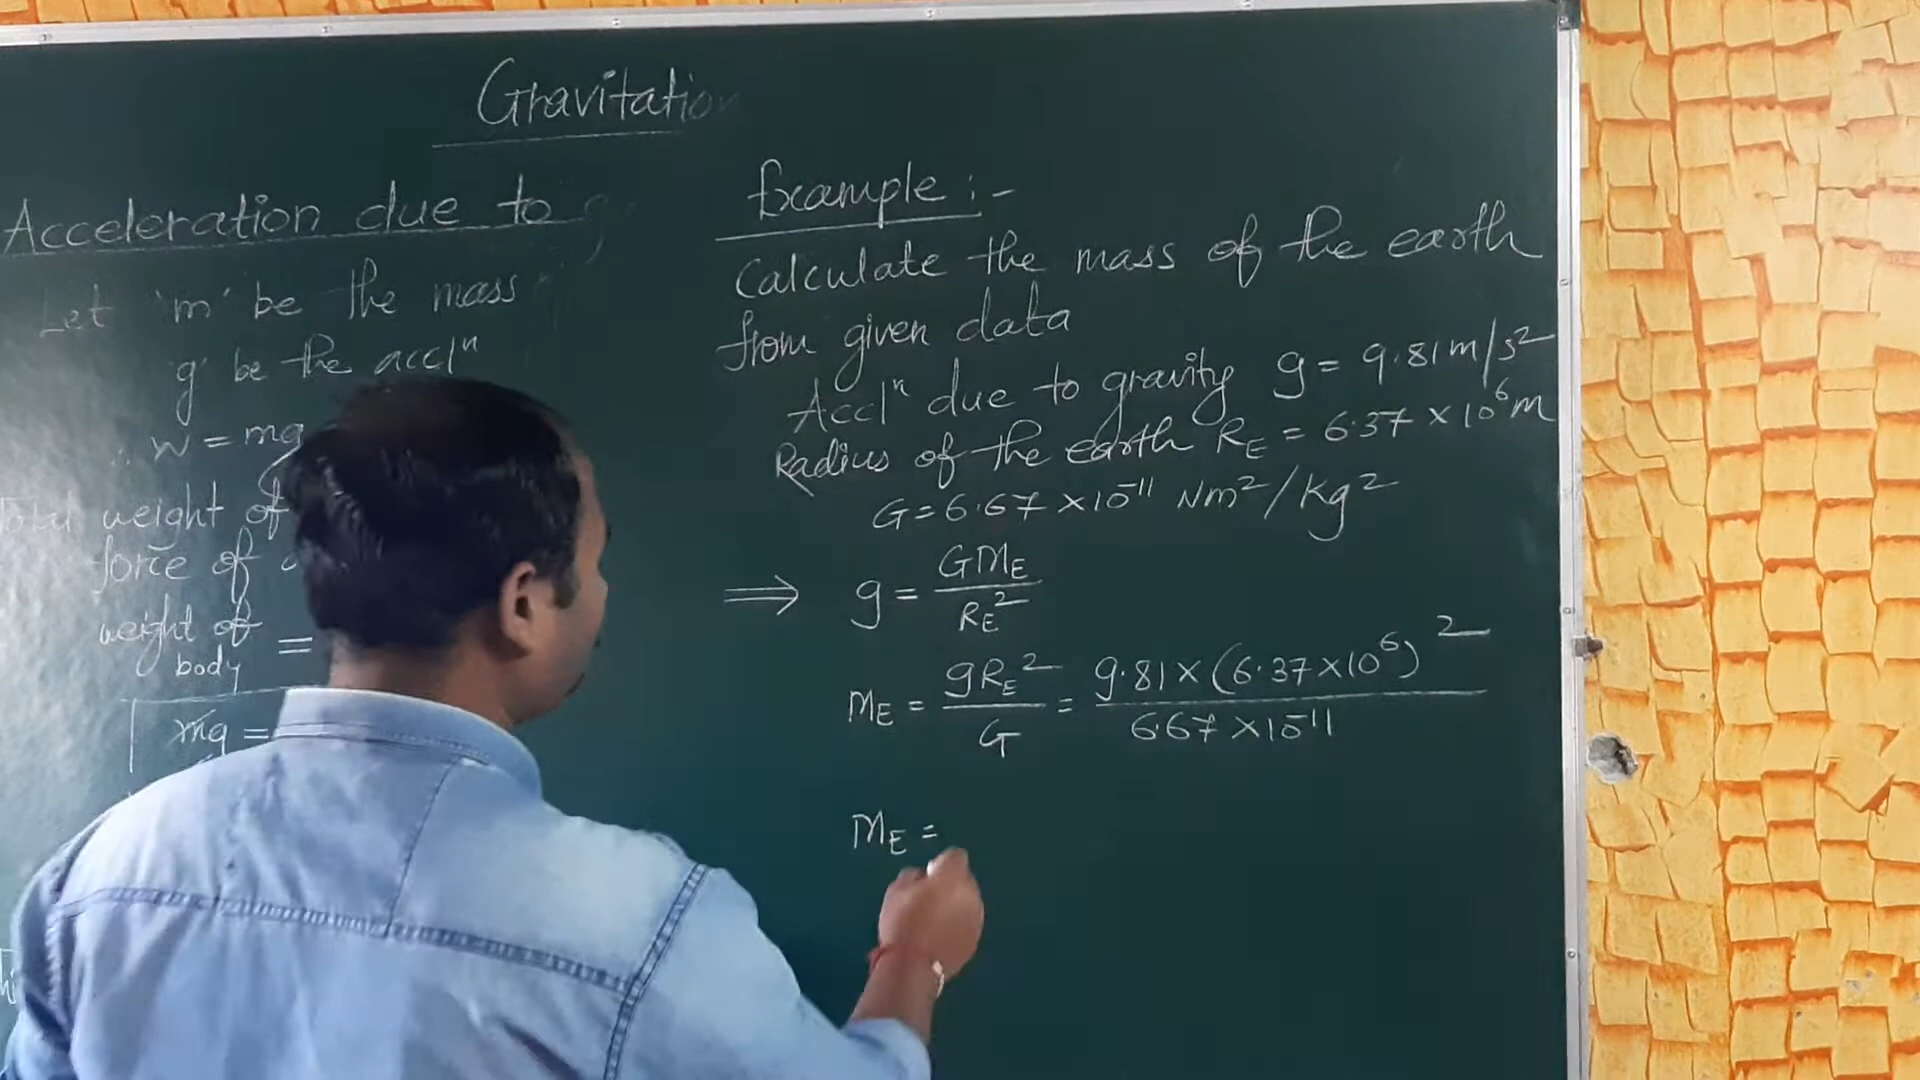 Gravitation
Acceleration due to
Let 'm' be the mass
'g' be the accl^n
∴ w = mg
Total weight of
force of
weight of
body =
mg =
Example :-
Calculate the mass of the earth
from given data
Accl^n due to gravity g = 9.81 m/s²
Radius of the earth R_E = 6.37 × 10⁶ m
G = 6.67 × 10⁻¹¹ Nm²/kg²
⟹ g = GM_E / R_E²
M_E = gR_E² / G = 9.81 × (6.37 × 10⁶)² / 6.67 × 10⁻¹¹
M_E =